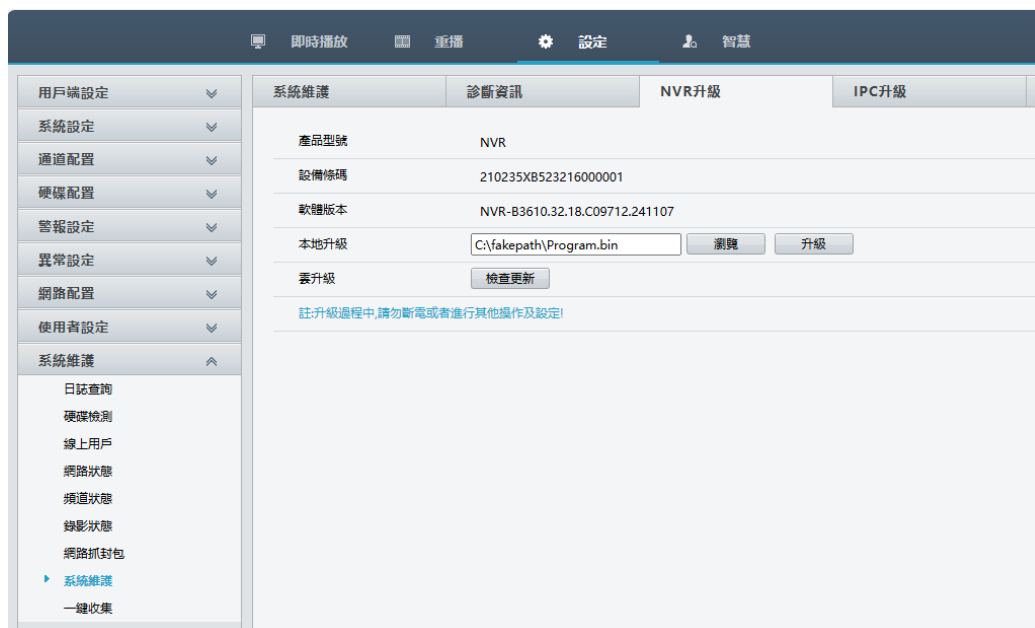 即時播放 重播 設定 智慧
用戶端設定
系統設定
通道配置
硬碟配置
警報設定
異常設定
網路配置
使用者設定
系統維護
日誌查詢
硬碟檢測
線上用戶
網路狀態
頻道狀態
錄影狀態
網路抓封包
系統維護
一鍵收集
系統維護 診斷資訊 NVR升級 IPC升級
產品型號 NVR
設備條碼 210235XB523216000001
軟體版本 NVR-B3610.32.18.C09712.241107
本地升級 C:\fakepath\Program.bin 瀏覽 升級
雲升級 檢查更新
註:升級過程中,請勿斷電或者進行其他操作及設定!